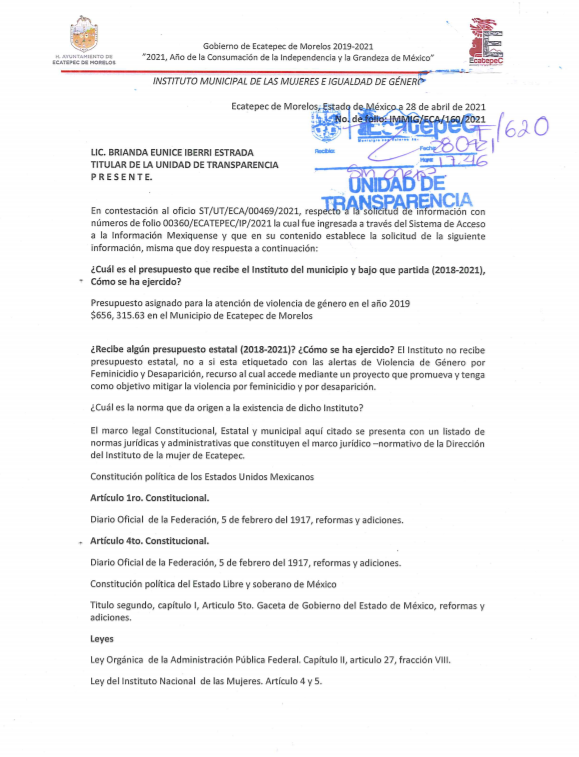 H. AYUNTAMIENTO DE
ECATEPEC DE MORELOS
Gobierno de Ecatepec de Morelos 2019-2021
"2021, Año de la Consumación de la Independencia y la Grandeza de México"
Ecatepec
INSTITUTO MUNICIPAL DE LAS MUJERES E IGUALDAD DE GÉNERO
Ecatepec de Morelos, Estado de México a 28 de abril de 2021
No. de folio: IMMIG/ECA/160/2021
Ecatepec
/620
LIC. BRIANDA EUNICE IBERRI ESTRADA
TITULAR DE LA UNIDAD DE TRANSPARENCIA
P R E S E N T E.
Recibe:
Fecha
Hora 17:46
UNIDAD DE
TRANSPARENCIA
En contestación al oficio ST/UT/ECA/00469/2021, respecto a la solicitud de información con
números de folio 00360/ECATEPEC/IP/2021 la cual fue ingresada a través del Sistema de Acceso
a la Información Mexiquense y que en su contenido establece la solicitud de la siguiente
información, misma que doy respuesta a continuación:
¿Cuál es el presupuesto que recibe el Instituto del municipio y bajo que partida (2018-2021),
Cómo se ha ejercido?
Presupuesto asignado para la atención de violencia de género en el año 2019
$656, 315.63 en el Municipio de Ecatepec de Morelos
¿Recibe algún presupuesto estatal (2018-2021)? ¿Cómo se ha ejercido? El Instituto no recibe
presupuesto estatal, no a si esta etiquetado con las alertas de Violencia de Género por
Feminicidio y Desaparición, recurso al cual accede mediante un proyecto que promueva y tenga
como objetivo mitigar la violencia por feminicidio y por desaparición.
¿Cuál es la norma que da origen a la existencia de dicho Instituto?
El marco legal Constitucional, Estatal y municipal aquí citado se presenta con un listado de
normas jurídicas y administrativas que constituyen el marco jurídico –normativo de la Dirección
del Instituto de la mujer de Ecatepec.
Constitución política de los Estados Unidos Mexicanos
Artículo 1ro. Constitucional.
Diario Oficial de la Federación, 5 de febrero del 1917, reformas y adiciones.
Artículo 4to. Constitucional.
Diario Oficial de la Federación, 5 de febrero del 1917, reformas y adiciones.
Constitución política del Estado Libre y soberano de México
Titulo segundo, capítulo I, Articulo 5to. Gaceta de Gobierno del Estado de México, reformas y
adiciones.
Leyes
Ley Orgánica de la Administración Pública Federal. Capítulo II, articulo 27, fracción VIII.
Ley del Instituto Nacional de las Mujeres. Artículo 4 y 5.